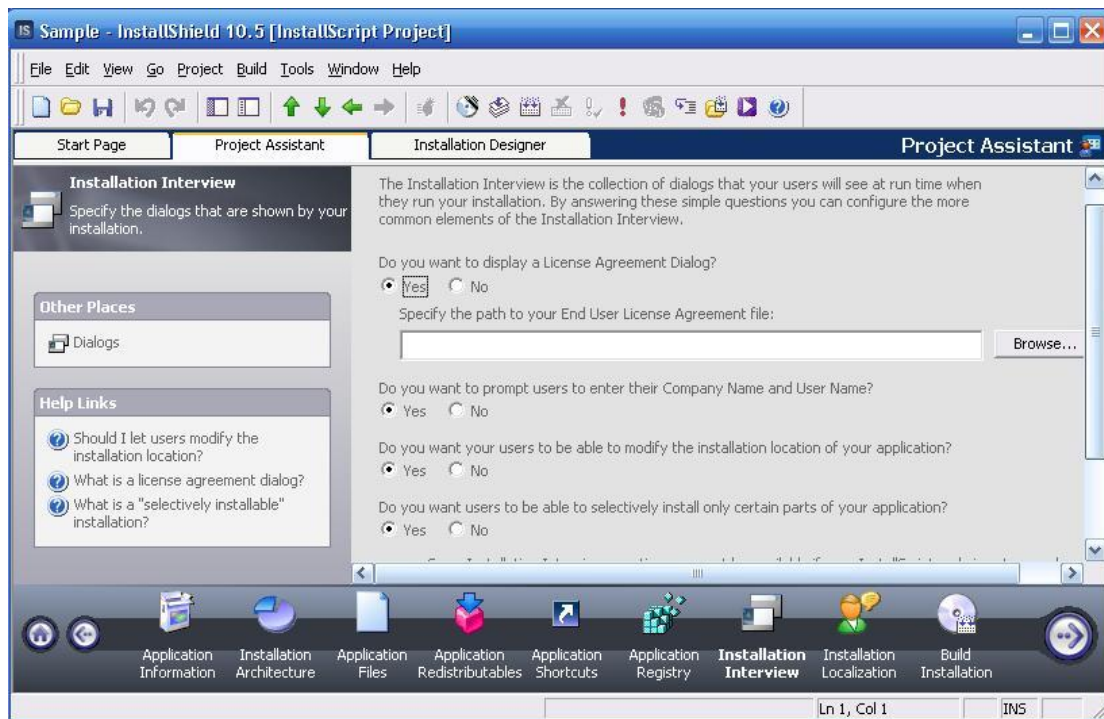 IS Sample - InstallShield 10.5 [InstallScript Project]
File Edit View Go Project Build Tools Window Help
Start Page Project Assistant Installation Designer Project Assistant
Installation Interview
Specify the dialogs that are shown by your
installation.
Other Places
Dialogs
Help Links
Should I let users modify the
installation location?
What is a license agreement dialog?
What is a "selectively installable"
installation?
The Installation Interview is the collection of dialogs that your users will see at run time when
they run your installation. By answering these simple questions you can configure the more
common elements of the Installation Interview.
Do you want to display a License Agreement Dialog?
Yes No
Specify the path to your End User License Agreement file:
Browse...
Do you want to prompt users to enter their Company Name and User Name?
Yes No
Do you want your users to be able to modify the installation location of your application?
Yes No
Do you want users to be able to selectively install only certain parts of your application?
Yes No
Application Installation Application Application Application Application Installation Installation Build
Information Architecture Files Redistributables Shortcuts Registry Interview Localization Installation
Ln 1, Col 1 INS